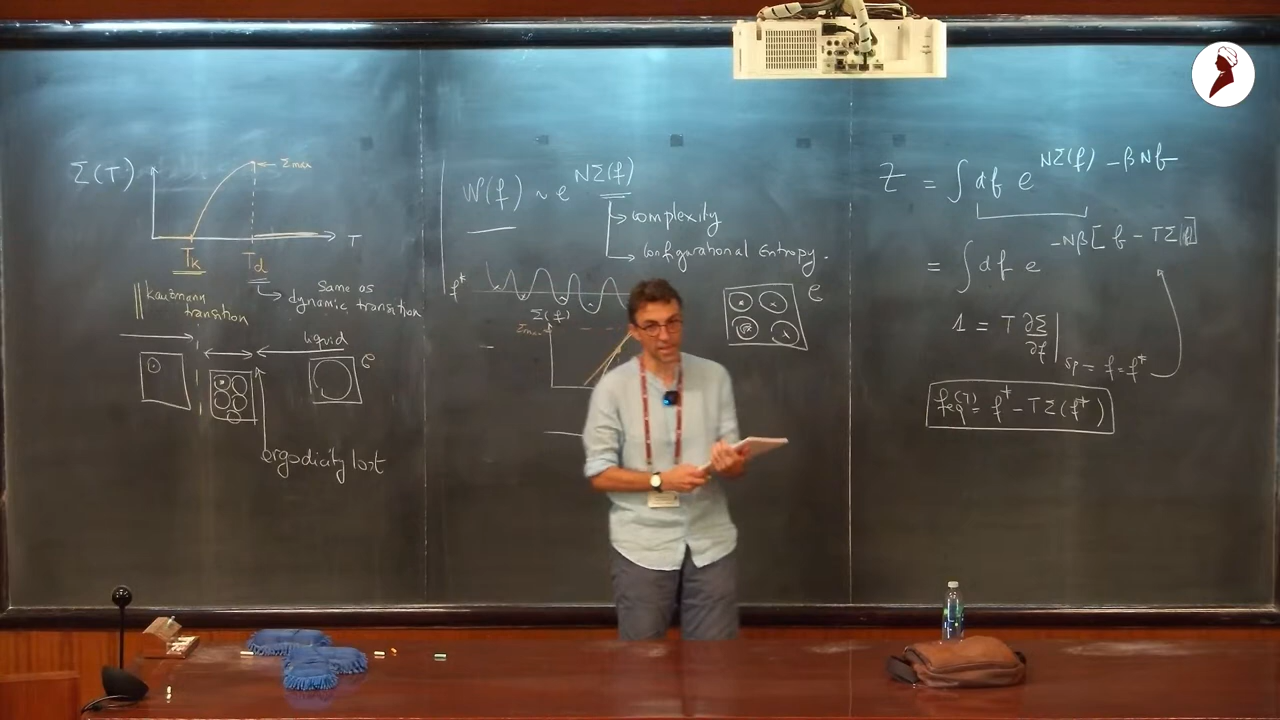 Σ(T)
← Σmax
T
Tk
Td
Kauzmann
transition
Same as
dynamic transition
liquid
e
ergodicity lost
N(f) ~ e^{NΣ(f)}
complexity
Configurational Entropy.
f*
Σ(f)
Σmax
e
Z = ∫ df e^{NΣ(f) - βNf}
= ∫ df e^{-Nβ[f - TΣ(f)]}
1 = T ∂Σ/∂f | sp = f = f*
feq(T) = f* - TΣ(f*)